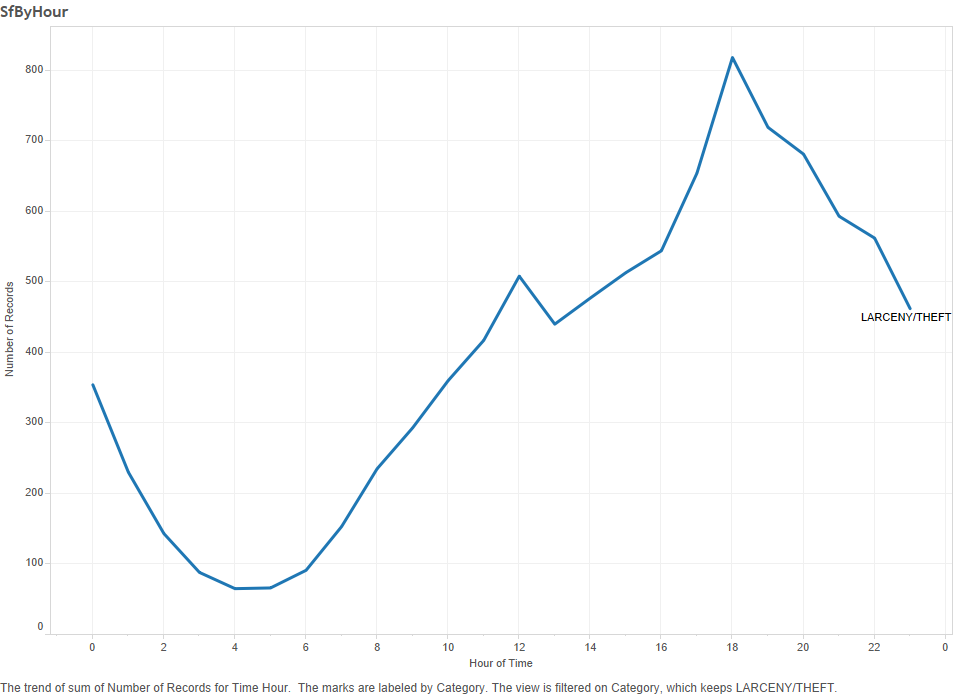 SfByHour
800
700
600
500
400
300
200
100
0
Number of Records
LARCENY/THEFT
0 2 4 6 8 10 12 14 16 18 20 22 0
Hour of Time
The trend of sum of Number of Records for Time Hour.  The marks are labeled by Category. The view is filtered on Category, which keeps LARCENY/THEFT.